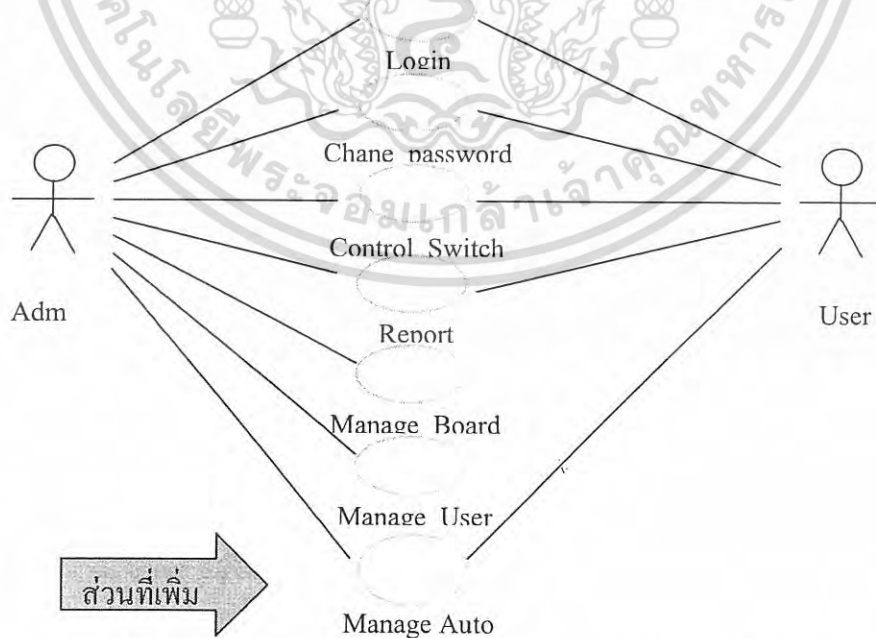 Login
Chane password
Control Switch
Adm
User
Report
Manage Board
Manage User
ส่วนที่เพิ่ม
Manage Auto